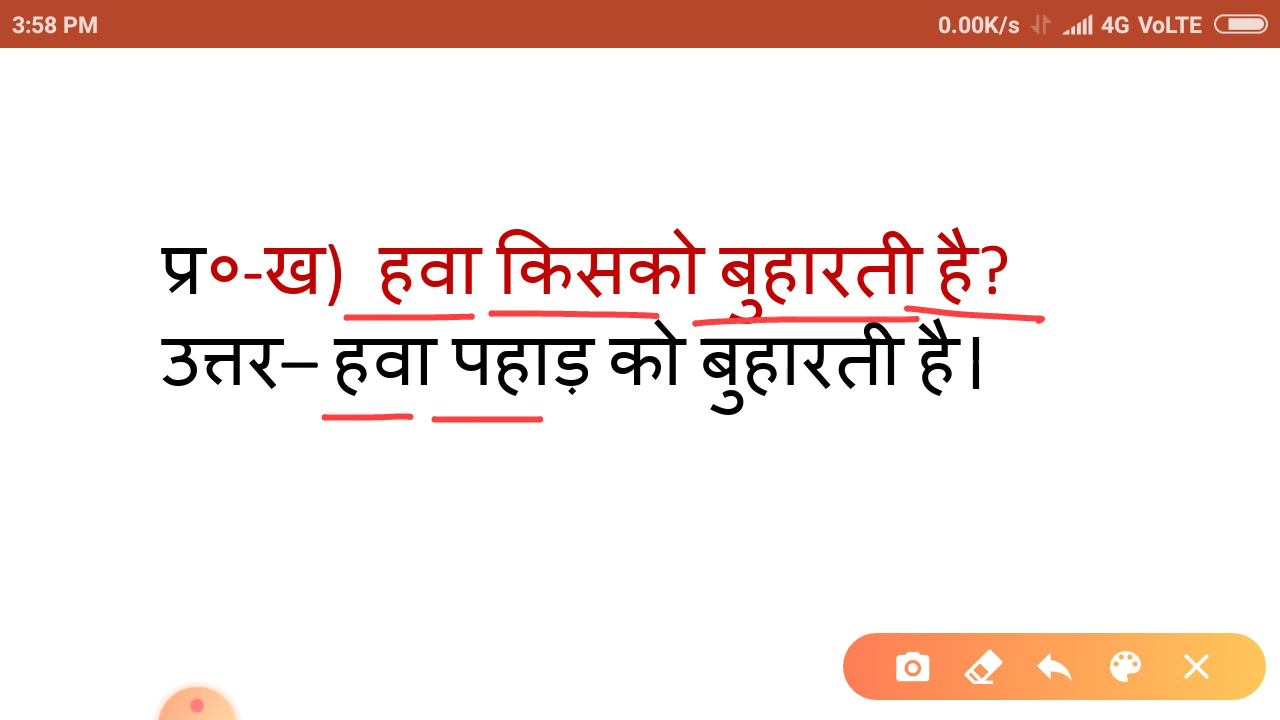 3:58 PM 0.00K/s 4G VoLTE
प्र०-ख) हवा किसको बुहारती है?
उत्तर– हवा पहाड़ को बुहारती है।